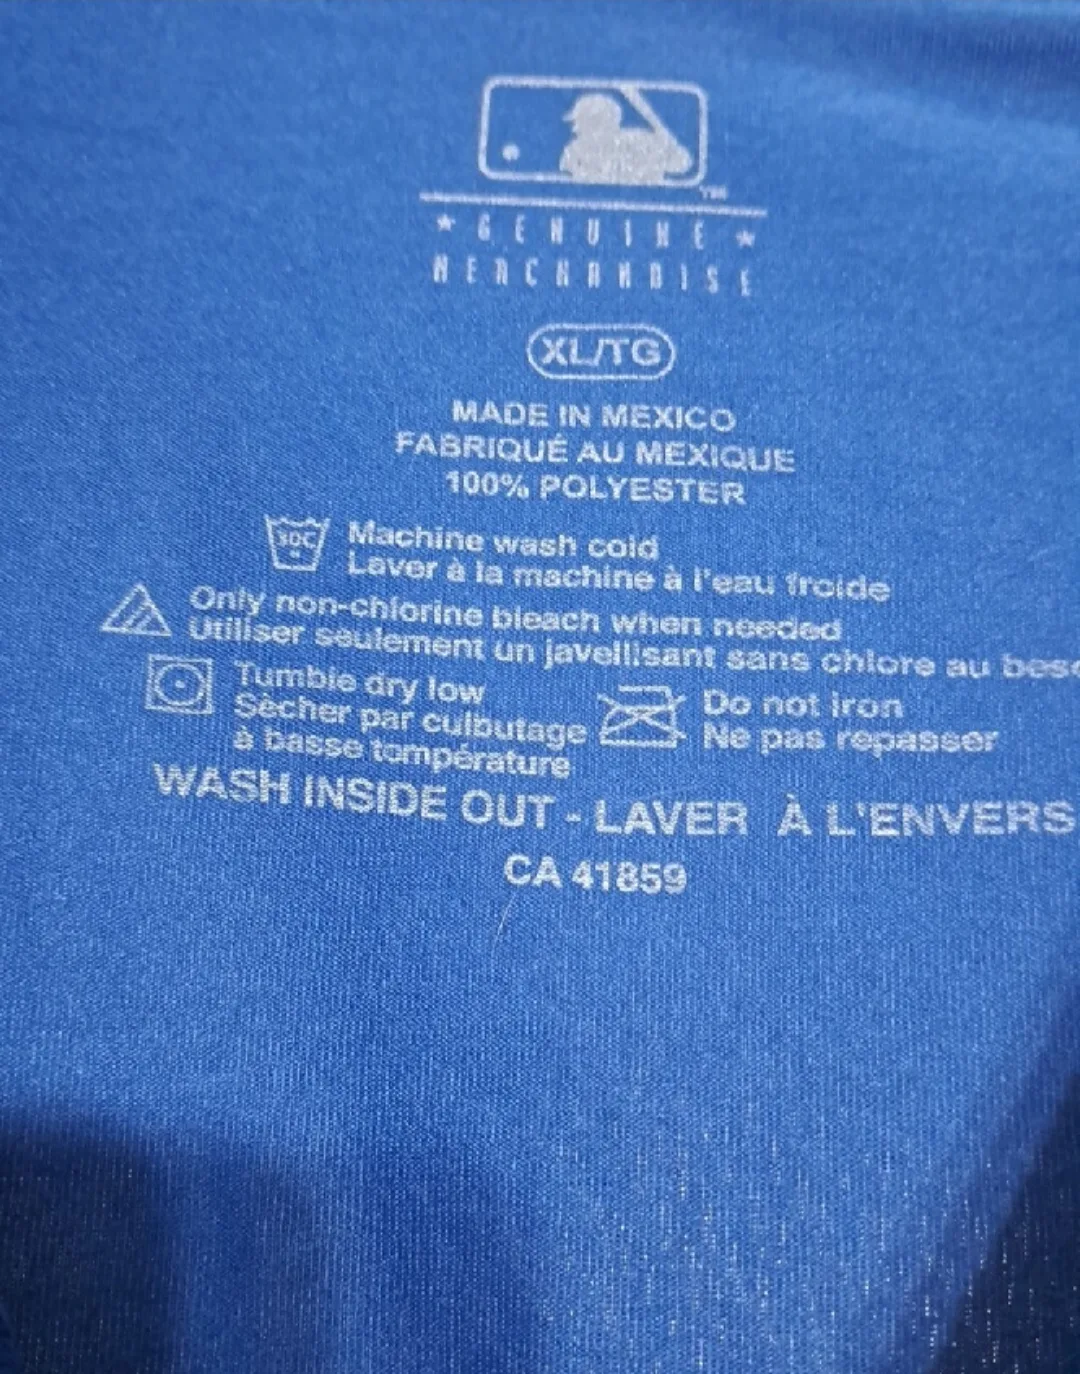 ™
★ GENUINE ★
MERCHANDISE
XL/TG
MADE IN MEXICO
FABRIQUÉ AU MEXIQUE
100% POLYESTER
30C Machine wash cold
Laver à la machine à l'eau froide
Only non-chlorine bleach when needed
Utiliser seulement un javellisant sans chlore au
Tumble dry low
Sècher par culbutage
à basse température
Do not iron
Ne pas repasser
WASH INSIDE OUT - LAVER À L'ENVERS
CA 41859